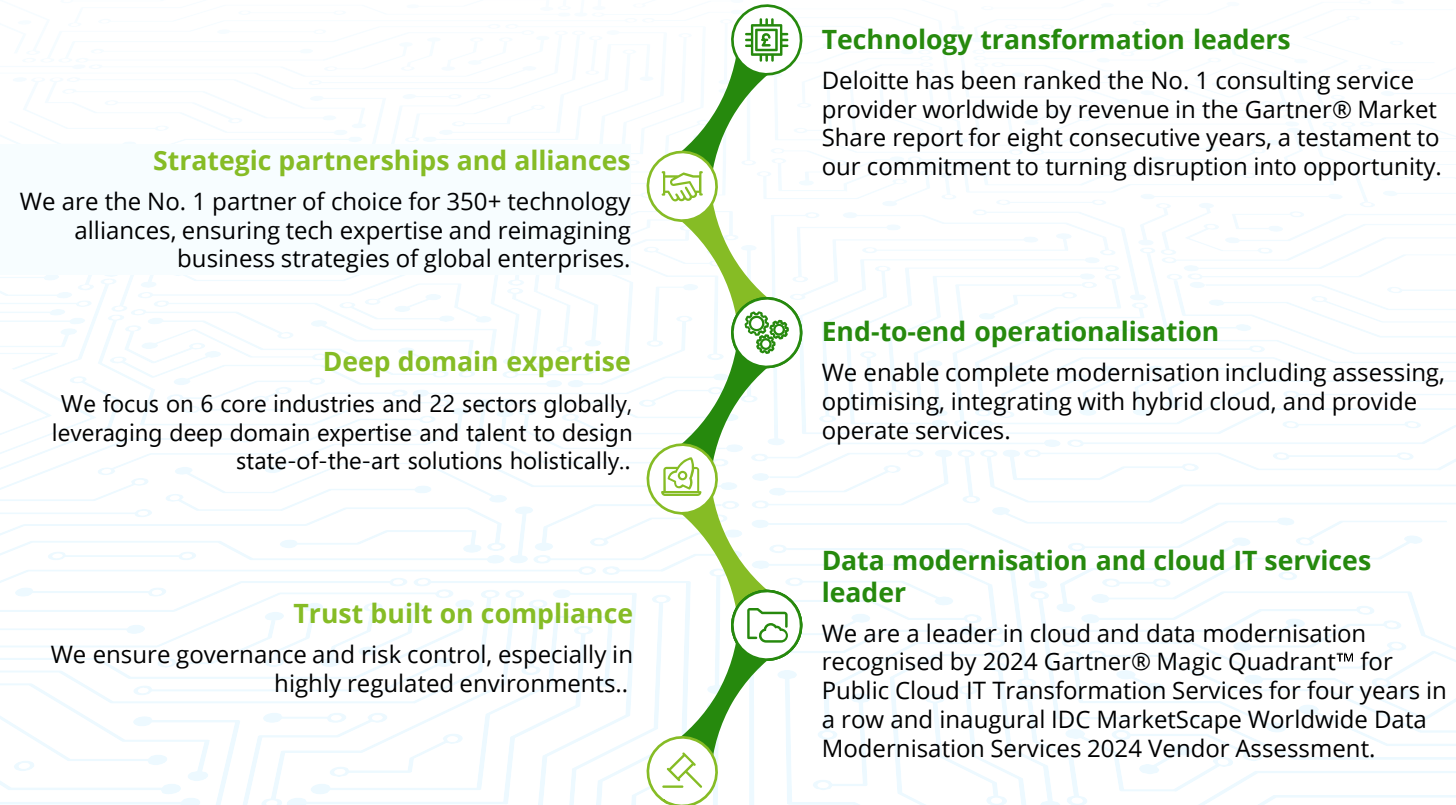 £
Technology transformation leaders
Deloitte has been ranked the No. 1 consulting service
provider worldwide by revenue in the Gartner® Market
Share report for eight consecutive years, a testament to
our commitment to turning disruption into opportunity.
Strategic partnerships and alliances
We are the No. 1 partner of choice for 350+ technology
alliances, ensuring tech expertise and reimagining
business strategies of global enterprises.
End-to-end operationalisation
We enable complete modernisation including assessing,
optimising, integrating with hybrid cloud, and provide
operate services.
Deep domain expertise
We focus on 6 core industries and 22 sectors globally,
leveraging deep domain expertise and talent to design
state-of-the-art solutions holistically..
Data modernisation and cloud IT services
leader
We are a leader in cloud and data modernisation
recognised by 2024 Gartner® Magic Quadrant™ for
Public Cloud IT Transformation Services for four years in
a row and inaugural IDC MarketScape Worldwide Data
Modernisation Services 2024 Vendor Assessment.
Trust built on compliance
We ensure governance and risk control, especially in
highly regulated environments..